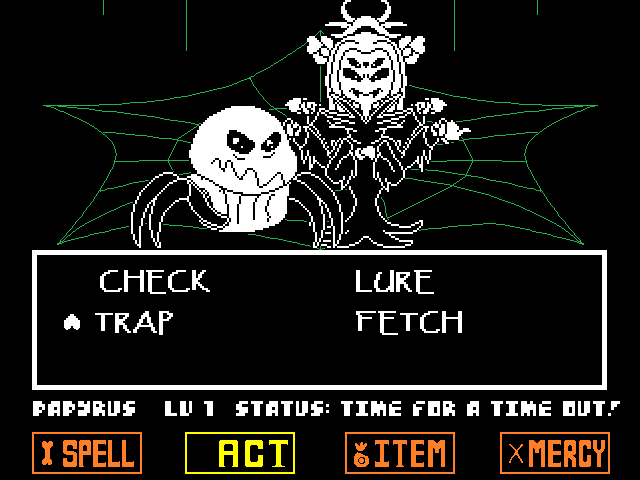 CHECK LURE
TRAP FETCH
PAPYRUS LV 1 STATUS: TIME FOR A TIME OUT!
SPELL ACT ITEM MERCY